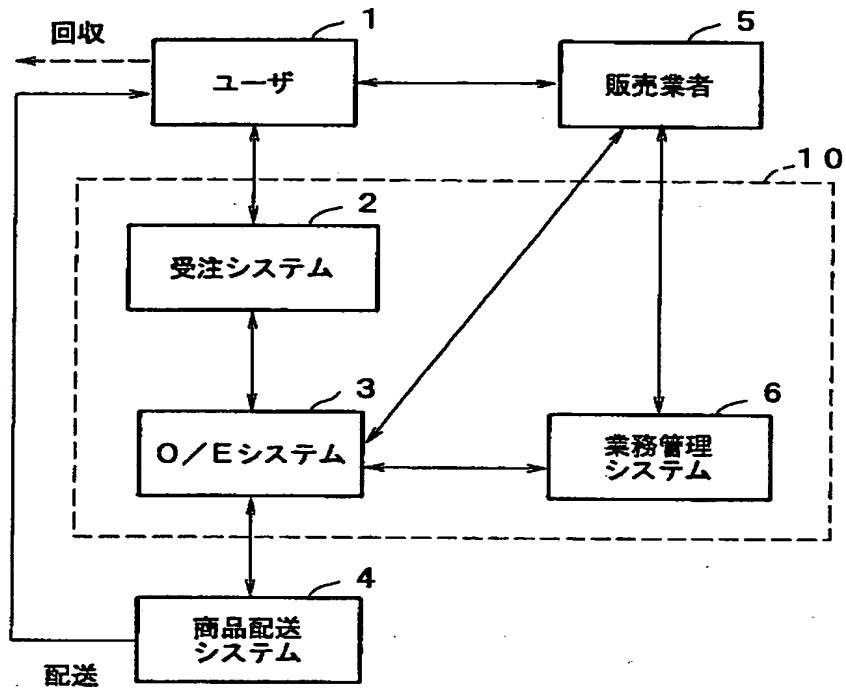 回収
1
ユーザ
5
販売業者
10
2
受注システム
3
O/Eシステム
6
業務管理
システム
4
商品配送
システム
配送